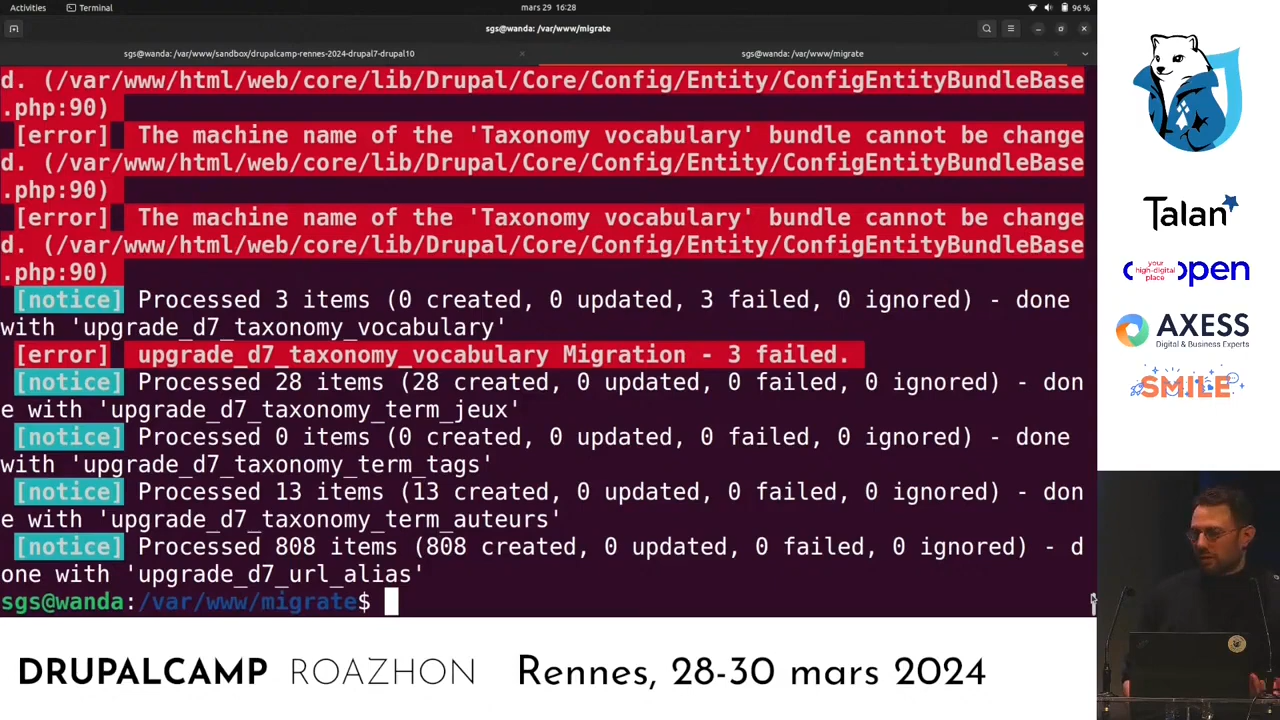 Activities Terminal mars 29 16:28 96 %
sgs@wanda: /var/www/migrate
sgs@wanda: /var/www/sandbox/drupalcamp-rennes-2024-drupal7-drupal10 × sgs@wanda: /var/www/migrate ×
d. (/var/www/html/web/core/lib/Drupal/Core/Config/Entity/ConfigEntityBundleBase
.php:90)
[error] The machine name of the 'Taxonomy vocabulary' bundle cannot be change
d. (/var/www/html/web/core/lib/Drupal/Core/Config/Entity/ConfigEntityBundleBase
.php:90)
[error] The machine name of the 'Taxonomy vocabulary' bundle cannot be change
d. (/var/www/html/web/core/lib/Drupal/Core/Config/Entity/ConfigEntityBundleBase
.php:90)
[notice] Processed 3 items (0 created, 0 updated, 3 failed, 0 ignored) - done
with 'upgrade_d7_taxonomy_vocabulary'
[error] upgrade_d7_taxonomy_vocabulary Migration - 3 failed.
[notice] Processed 28 items (28 created, 0 updated, 0 failed, 0 ignored) - don
e with 'upgrade_d7_taxonomy_term_jeux'
[notice] Processed 0 items (0 created, 0 updated, 0 failed, 0 ignored) - done
with 'upgrade_d7_taxonomy_term_tags'
[notice] Processed 13 items (13 created, 0 updated, 0 failed, 0 ignored) - don
e with 'upgrade_d7_taxonomy_term_auteurs'
[notice] Processed 808 items (808 created, 0 updated, 0 failed, 0 ignored) - d
one with 'upgrade_d7_url_alias'
sgs@wanda:/var/www/migrate$
Talan
your
high-digital
place
open
AXESS
Digital & Business Experts
SMILE
DRUPALCAMP ROAZHON Rennes, 28-30 mars 2024